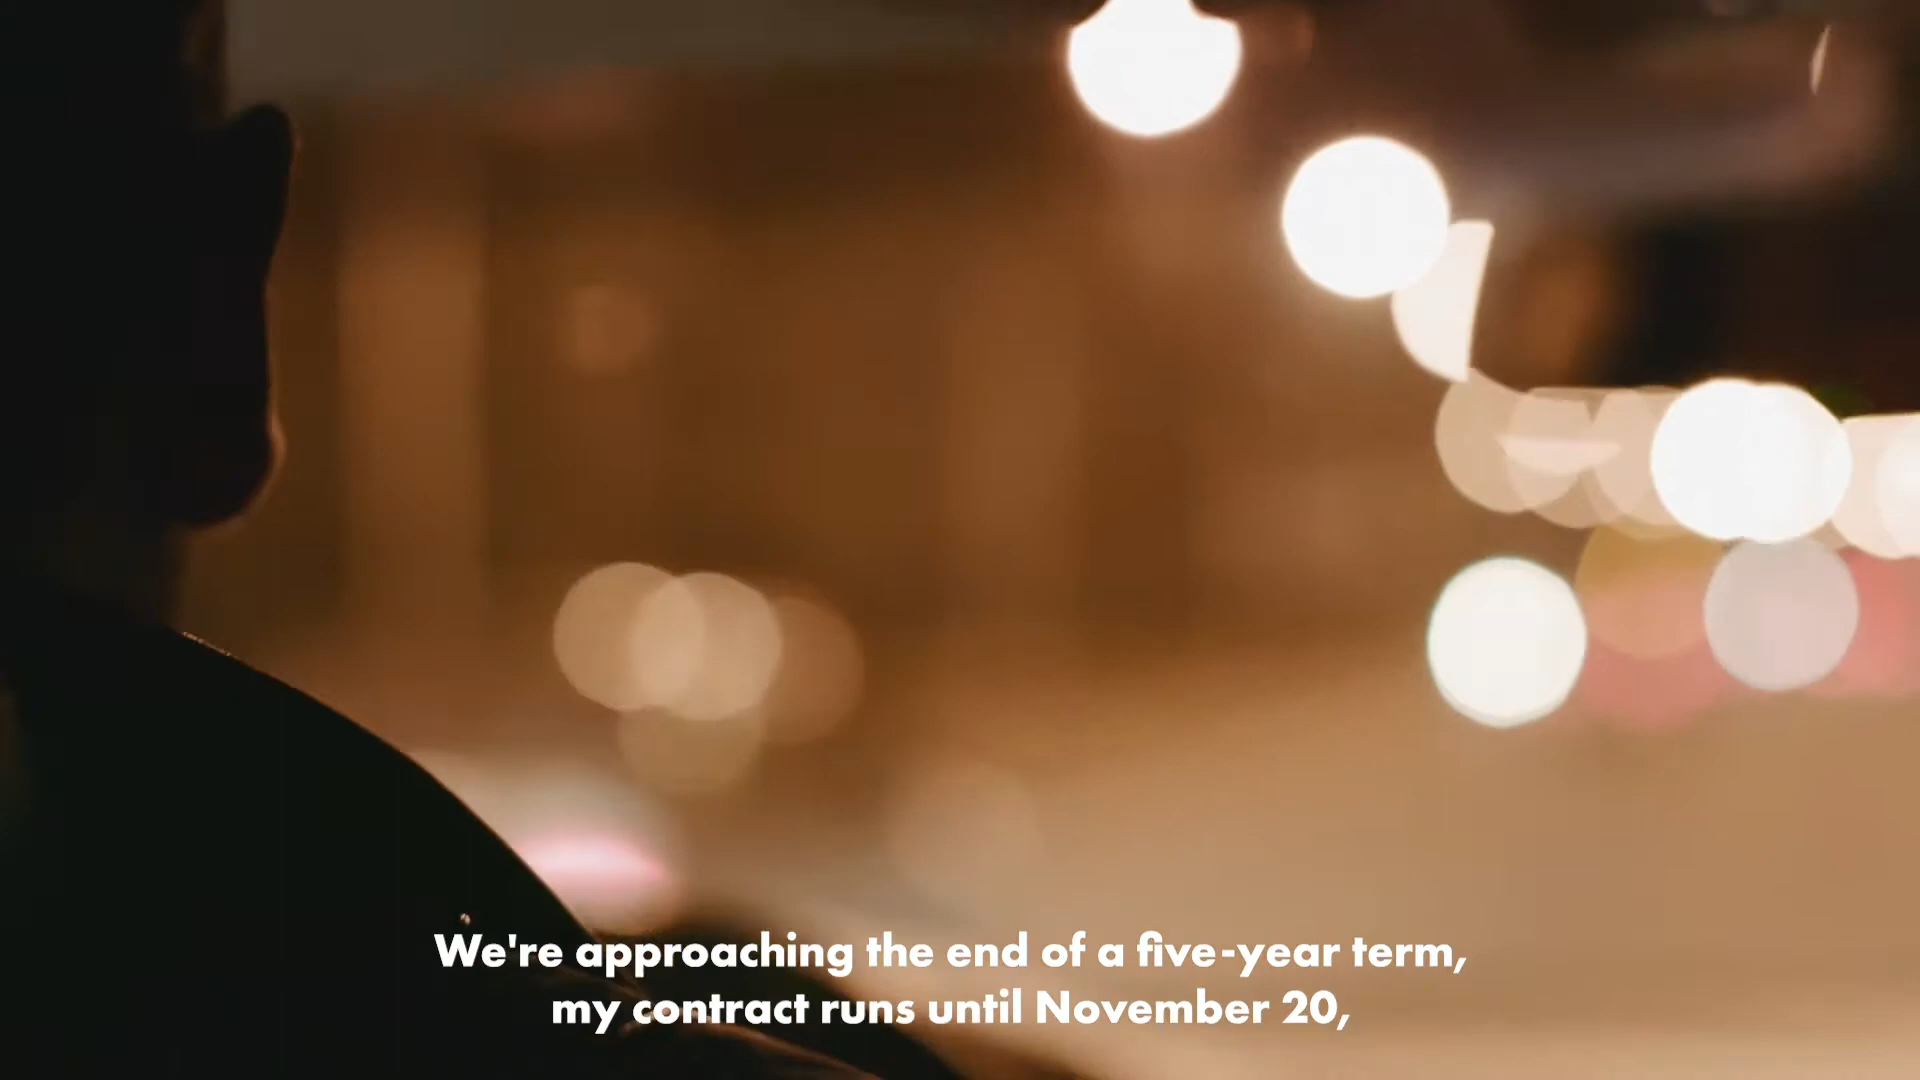 We're approaching the end of a five-year term,
my contract runs until November 20,